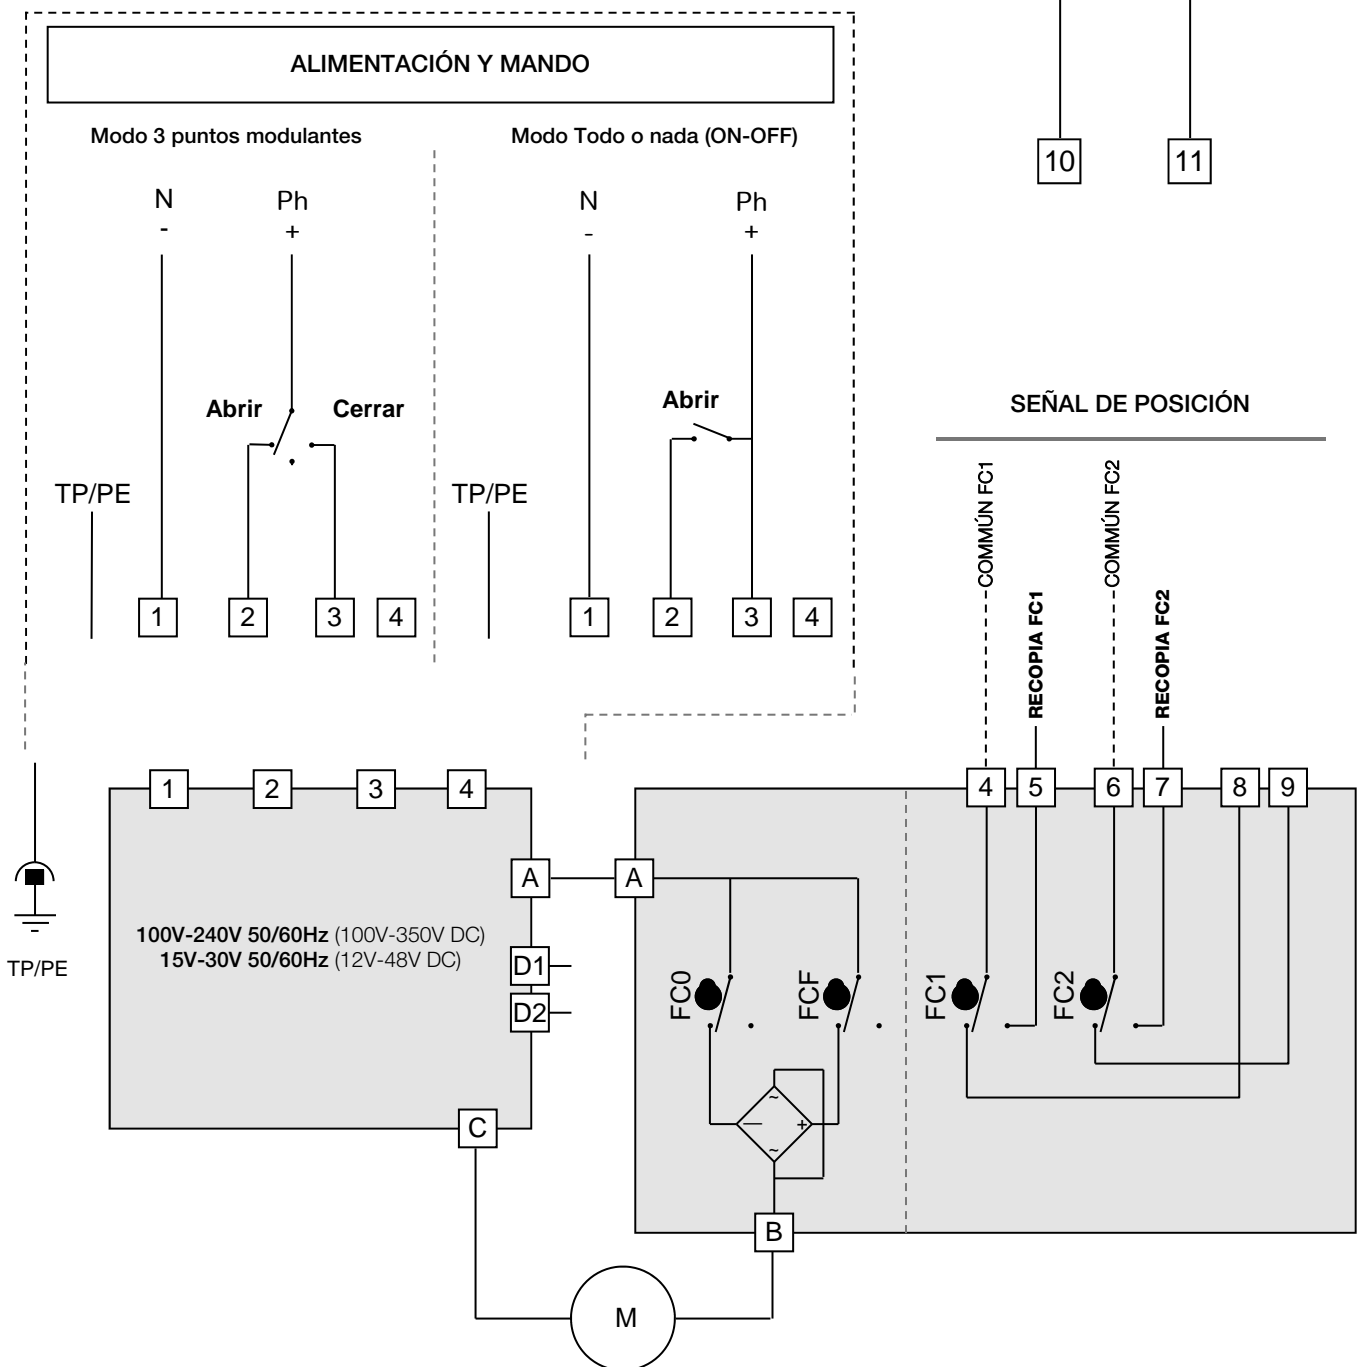 ALIMENTACIÓN Y MANDO
Modo 3 puntos modulantes
Modo Todo o nada (ON-OFF)
10
11
N
Ph
N
Ph
-
+
-
+
Abrir
Cerrar
Abrir
SEÑAL DE POSICIÓN
TP/PE
TP/PE
COMMÚN FC1
RECOPIA FC1
COMMÚN FC2
RECOPIA FC2
1
2
3
4
1
2
3
4
1
2
3
4
4
5
6
7
8
9
A
A
100V-240V 50/60Hz (100V-350V DC)
15V-30V 50/60Hz (12V-48V DC)
D1
D2
TP/PE
FC0
FCF
FC1
FC2
~
—
+
~
C
B
M